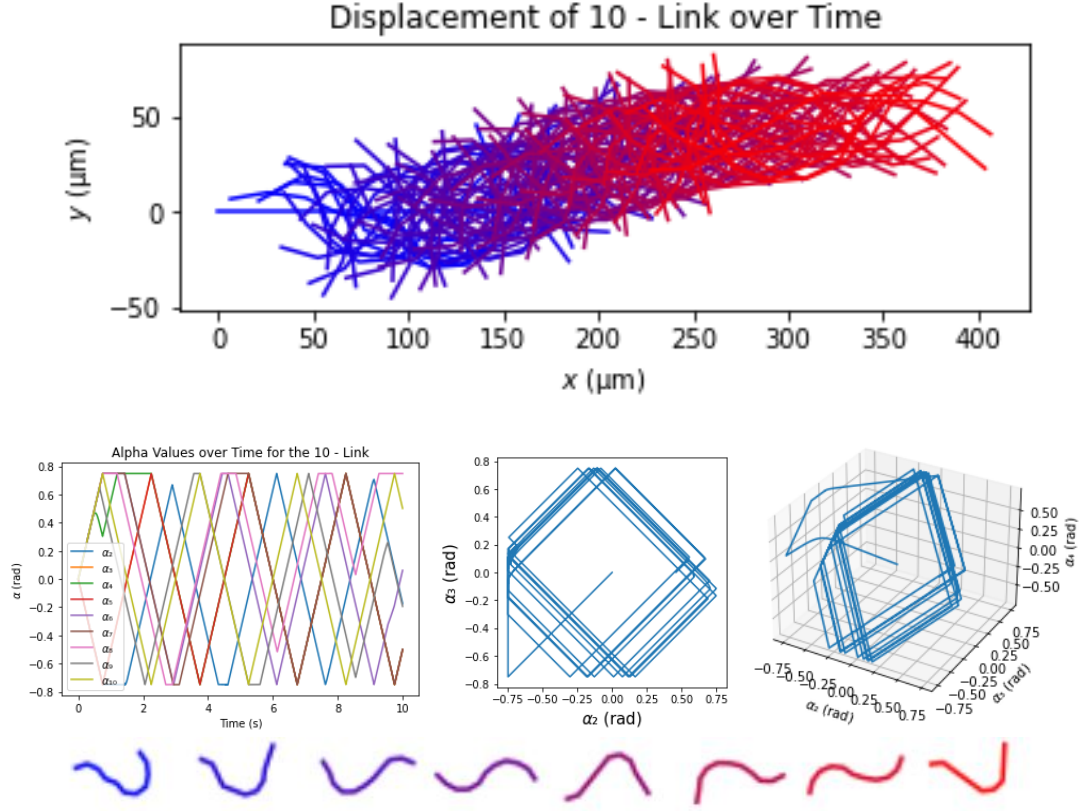 Displacement of 10 - Link over Time
y (μm)
50
0
−50
0 50 100 150 200 250 300 350 400
x (μm)
Alpha Values over Time for the 10 - Link
α (rad)
0.8
0.6
0.4
0.2
0.0
−0.2
−0.4
−0.6
−0.8
α₂
α₃
α₄
α₅
α₆
α₇
α₈
α₉
α₁₀
0 2 4 6 8 10
Time (s)
α₃ (rad)
0.8
0.6
0.4
0.2
0.0
−0.2
−0.4
−0.6
−0.8
−0.75 −0.50 −0.25 0.00 0.25 0.50 0.75
α₂ (rad)
0.50
0.25
0.00
−0.25
−0.50
α₄ (rad)
0.75
0.50
0.25
0.00
−0.25
−0.50
−0.75
α₃ (rad)
−0.75 −0.50 −0.25 0.00 0.25 0.50 0.75
α₂ (rad)